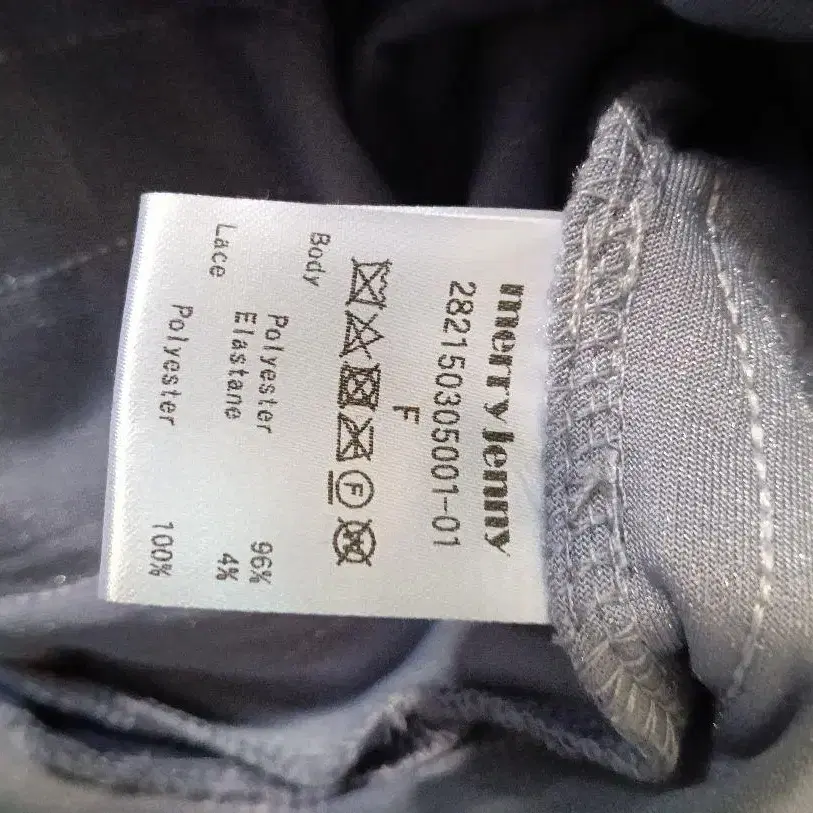 merry jenny
282150305001-01
F
Body
Polyester 96%
Elastane 4%
Lace
Polyester 100%